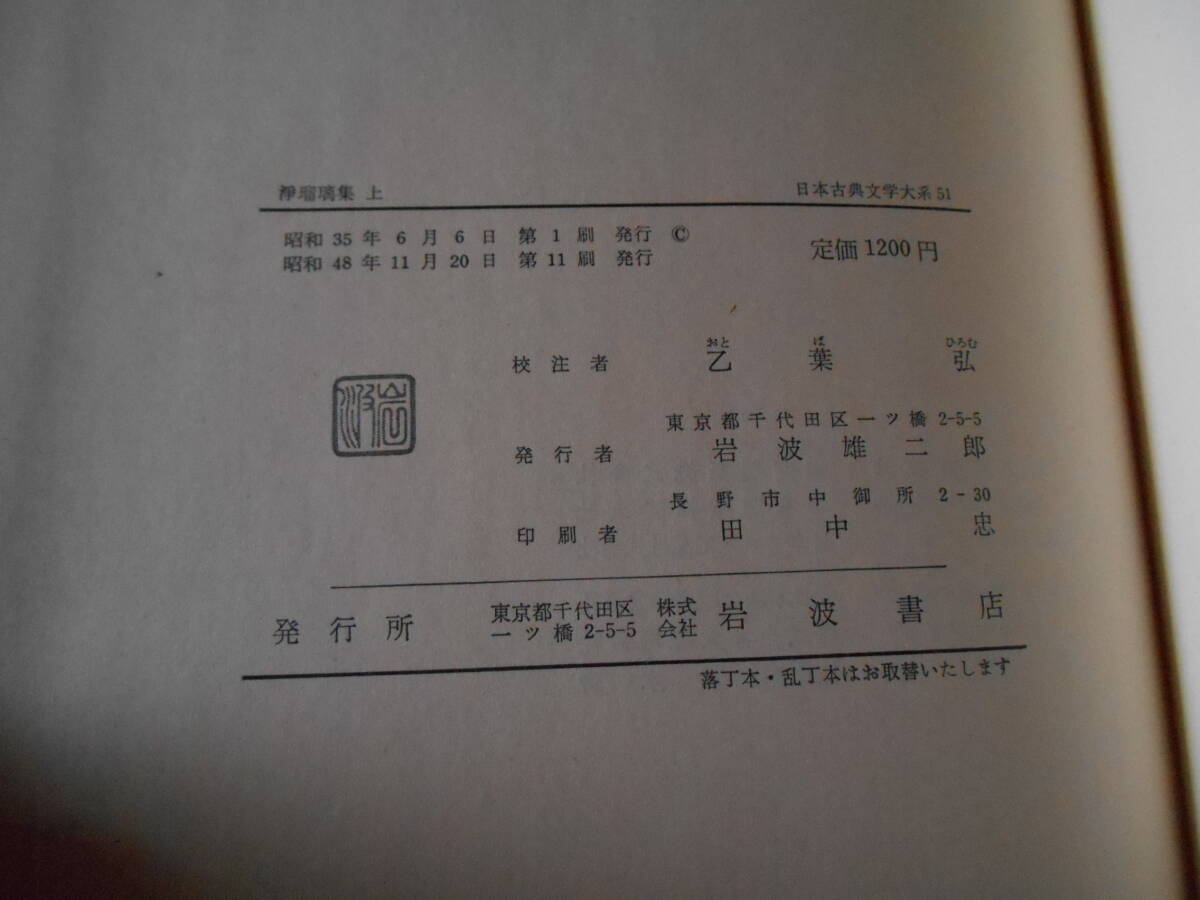 淨瑠璃集 上 日本古典文学大系 51
昭和 35 年 6 月 6 日 第 1 刷 発行 ©
昭和 48 年 11 月 20 日 第 11 刷 発行
定価 1200 円
おと ば ひろむ
校注者 乙葉弘
東京都千代田区一ツ橋 2-5-5
発行者 岩波雄二郎
長野市中御所 2-30
印刷者 田中忠
発行所 東京都千代田区 株式 岩波書店
一ツ橋 2-5-5 会社
落丁本・乱丁本はお取替いたします
岩波